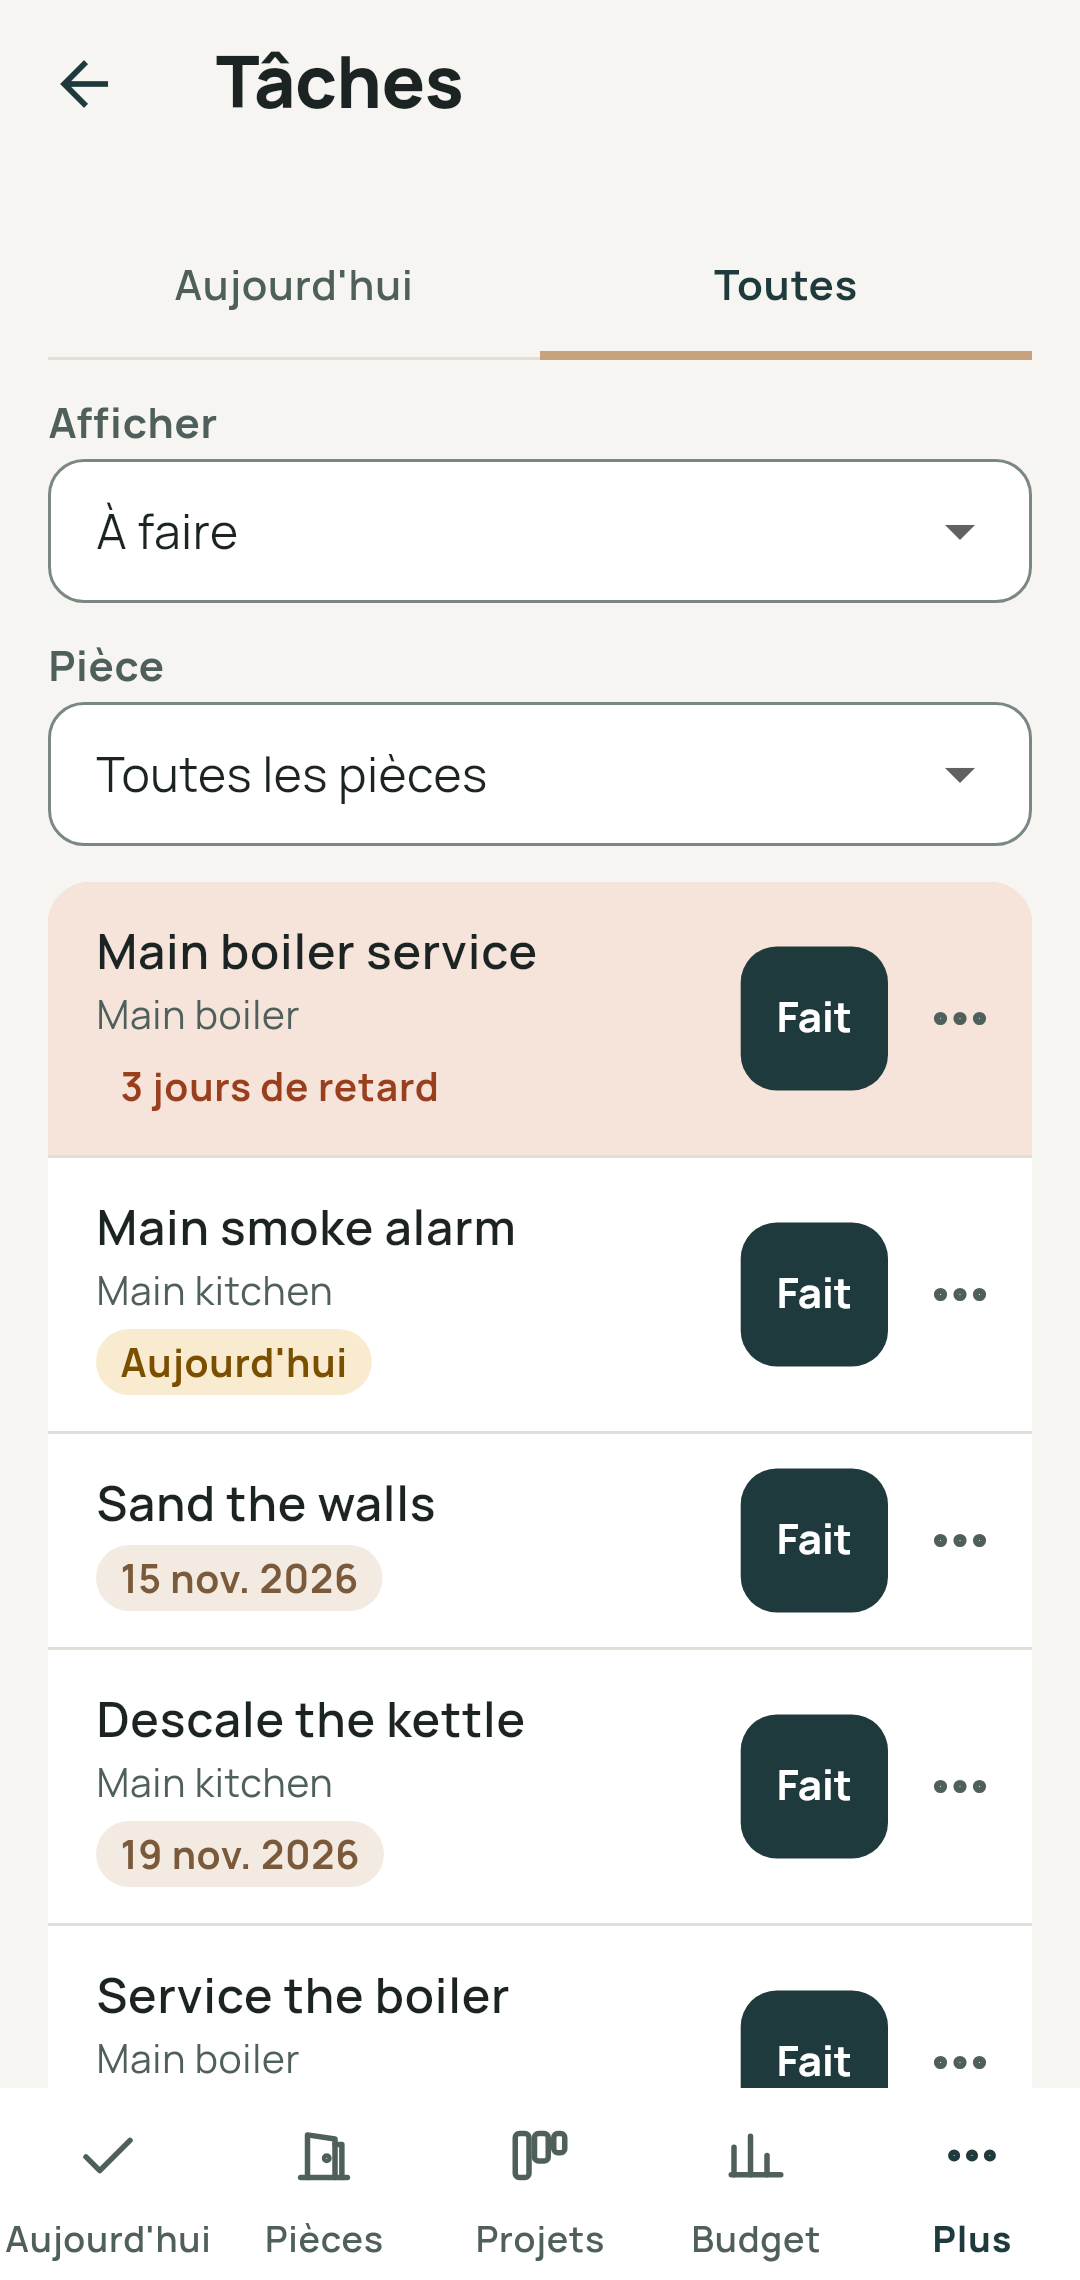 Tâches
Aujourd'hui
Toutes
Afficher
À faire
Pièce
Toutes les pièces
Main boiler service
Main boiler
3 jours de retard
Fait
Main smoke alarm
Main kitchen
Aujourd'hui
Fait
Sand the walls
15 nov. 2026
Fait
Descale the kettle
Main kitchen
19 nov. 2026
Fait
Service the boiler
Main boiler
Fait
Aujourd'hui
Pièces
Projets
Budget
Plus